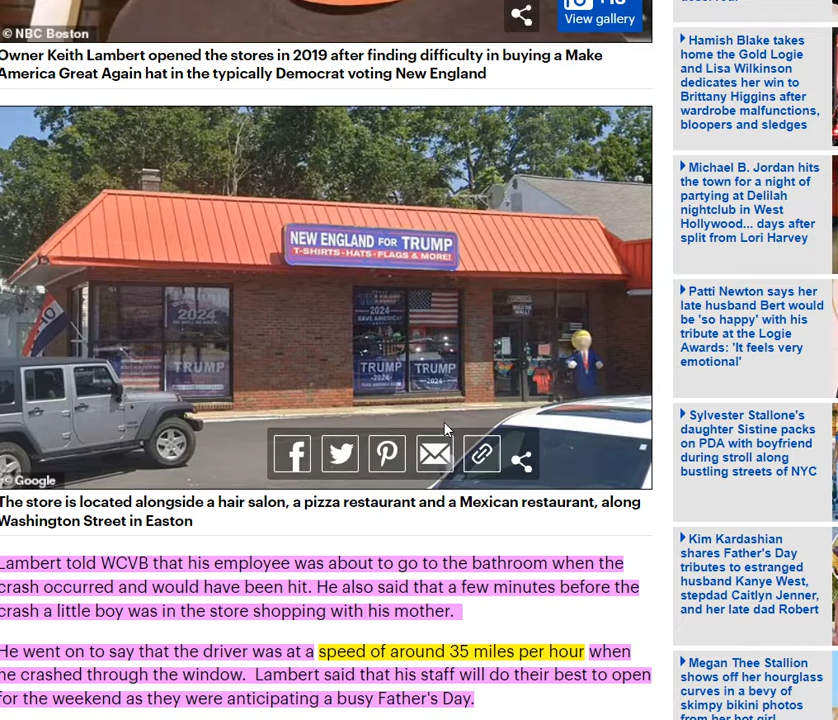 © NBC Boston
+18
View gallery
Owner Keith Lambert opened the stores in 2019 after finding difficulty in buying a Make
America Great Again hat in the typically Democrat voting New England
NEW ENGLAND FOR TRUMP
T-SHIRTS·HATS·FLAGS & MORE!
2024
TRUMP
2024
SAVE AMERICA!
TRUMP
2024
TRUMP
2024
© Google
The store is located alongside a hair salon, a pizza restaurant and a Mexican restaurant, along
Washington Street in Easton
Lambert told WCVB that his employee was about to go to the bathroom when the
crash occurred and would have been hit. He also said that a few minutes before the
crash a little boy was in the store shopping with his mother.
He went on to say that the driver was at a speed of around 35 miles per hour when
he crashed through the window. Lambert said that his staff will do their best to open
for the weekend as they were anticipating a busy Father's Day.
Hamish Blake takes
home the Gold Logie
and Lisa Wilkinson
dedicates her win to
Brittany Higgins after
wardrobe malfunctions,
bloopers and sledges
Michael B. Jordan hits
the town for a night of
partying at Delilah
nightclub in West
Hollywood... days after
split from Lori Harvey
Patti Newton says her
late husband Bert would
be 'so happy' with his
tribute at the Logie
Awards: 'It feels very
emotional'
Sylvester Stallone's
daughter Sistine packs
on PDA with boyfriend
during stroll along
bustling streets of NYC
Kim Kardashian
shares Father's Day
tributes to estranged
husband Kanye West,
stepdad Caitlyn Jenner,
and her late dad Robert
Megan Thee Stallion
shows off her hourglass
curves in a bevy of
skimpy bikini photos
from her hot girl